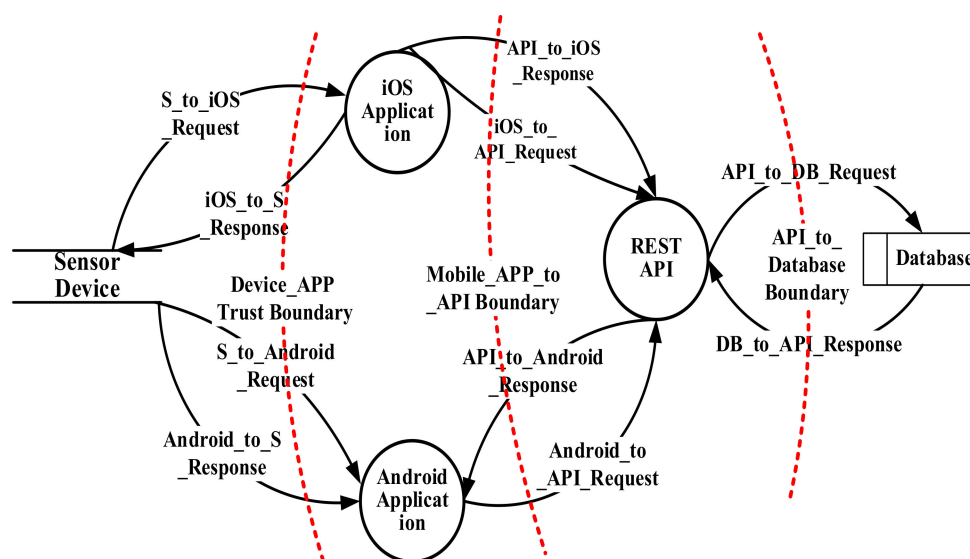 API_to_iOS
_Response
iOS
Applicat
ion
S_to_iOS
_Request
iOS_to_
API_Request
API_to_DB_Request
iOS_to_S
_Response
REST
API
API_to_
Database
Boundary
Database
Sensor
Device
Device_APP
Trust Boundary
Mobile_APP_to
_API Boundary
S_to_Android
_Request
API_to_Android
_Response
DB_to_API_Response
Android_to_S
_Response
Android
Applicat
ion
Android_to
_API_Request